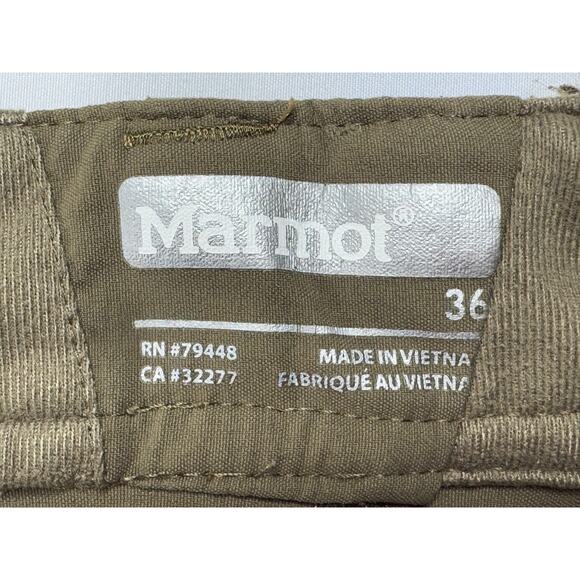 Marmot®
36
RN #79448
CA #32277
MADE IN VIETNA
FABRIQUÉ AU VIETNA